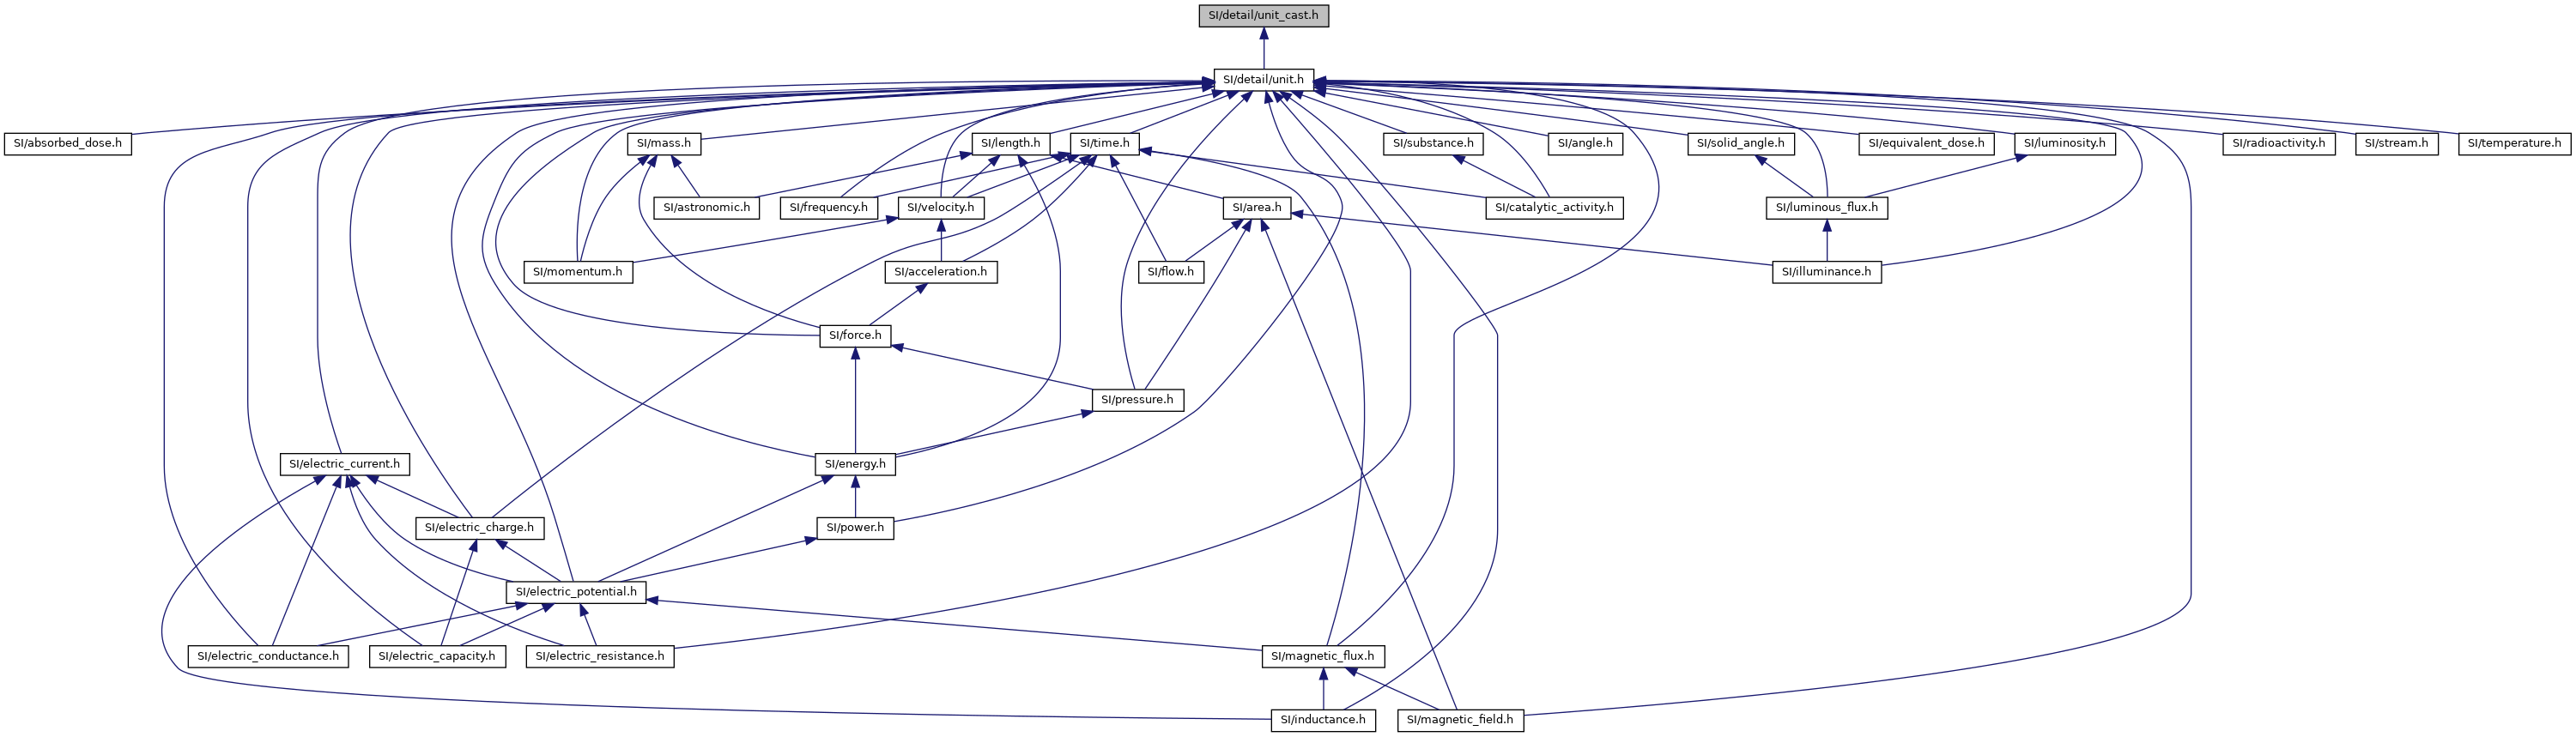 SI/detail/unit_cast.h
SI/detail/unit.h
SI/absorbed_dose.h
SI/mass.h
SI/length.h
SI/time.h
SI/substance.h
SI/angle.h
SI/solid_angle.h
SI/equivalent_dose.h
SI/luminosity.h
SI/radioactivity.h
SI/stream.h
SI/temperature.h
SI/astronomic.h
SI/frequency.h
SI/velocity.h
SI/area.h
SI/catalytic_activity.h
SI/luminous_flux.h
SI/momentum.h
SI/acceleration.h
SI/flow.h
SI/illuminance.h
SI/force.h
SI/pressure.h
SI/electric_current.h
SI/energy.h
SI/electric_charge.h
SI/power.h
SI/electric_potential.h
SI/electric_conductance.h
SI/electric_capacity.h
SI/electric_resistance.h
SI/magnetic_flux.h
SI/inductance.h
SI/magnetic_field.h